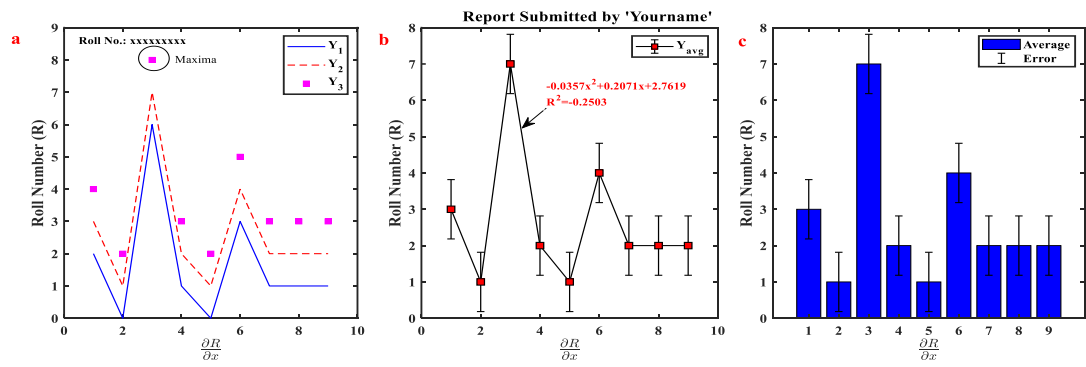 Report Submitted by 'Yourname'
a
Roll No.: xxxxxxxxx
Maxima
Y1
Y2
Y3
9
8
7
6
5
4
3
2
1
0
Roll Number (R)
0 2 4 6 8 10
∂R
∂x
b
Yavg
-0.0357x²+0.2071x+2.7619
R²=-0.2503
8
7
6
5
4
3
2
1
0
Roll Number (R)
0 2 4 6 8 10
∂R
∂x
c
Average
Error
8
7
6
5
4
3
2
1
0
Roll Number (R)
1 2 3 4 5 6 7 8 9
∂R
∂x